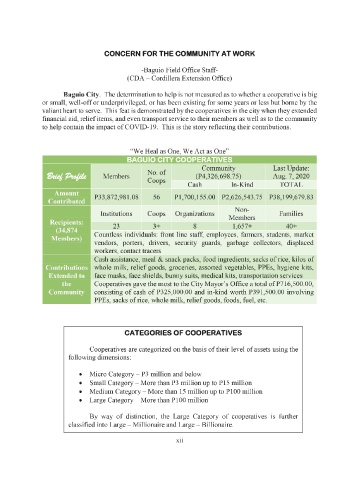 CONCERN FOR THE COMMUNITY AT WORK
-Baguio Field Office Staff-
(CDA – Cordillera Extension Office)
Baguio City. The determination to help is not measured as to whether a cooperative is big
or small, well-off or underprivileged, or has been existing for some years or less but borne by the
valiant heart to serve. This feat is demonstrated by the cooperatives in the city when they extended
financial aid, relief items, and even transport service to their members as well as to the community
to help contain the impact of COVID-19. This is the story reflecting their contributions.
"We Heal as One, We Act as One"
BAGUIO CITY COOPERATIVES
Brief Profile Members No. of Coops Community (P4,326,698.75) Last Update: Aug. 7, 2020
Cash In-Kind TOTAL
Amount Contributed P33,872,981.08 56 P1,700,155.00 P2,626,543.75 P38,199,679.83
Recipients: (34,874 Members) Institutions Coops Organizations Non-Members Families
23 3+ 8 1,657+ 40+
Countless individuals: front line staff, employees, farmers, students, market
vendors, porters, drivers, security guards, garbage collectors, displaced
workers, contact tracers
Contributions Extended to the Community
Cash assistance, meal & snack packs, food ingredients, sacks of rice, kilos of
whole milk, relief goods, groceries, assorted vegetables, PPEs, hygiene kits,
face masks, face shields, bunny suits, medical kits, transportation services
Cooperatives gave the most to the City Mayor's Office a total of P716,500.00,
consisting of cash of P325,000.00 and in-kind worth P391,500.00 involving
PPEs, sacks of rice, whole milk, relief goods, foods, fuel, etc.
CATEGORIES OF COOPERATIVES
Cooperatives are categorized on the basis of their level of assets using the
following dimensions:
• Micro Category – P3 million and below
• Small Category – More than P3 million up to P15 million
• Medium Category – More than 15 million up to P100 million
• Large Category – More than P100 million
By way of distinction, the Large Category of cooperatives is further
classified into Large – Millionaire and Large – Billionaire.
xii